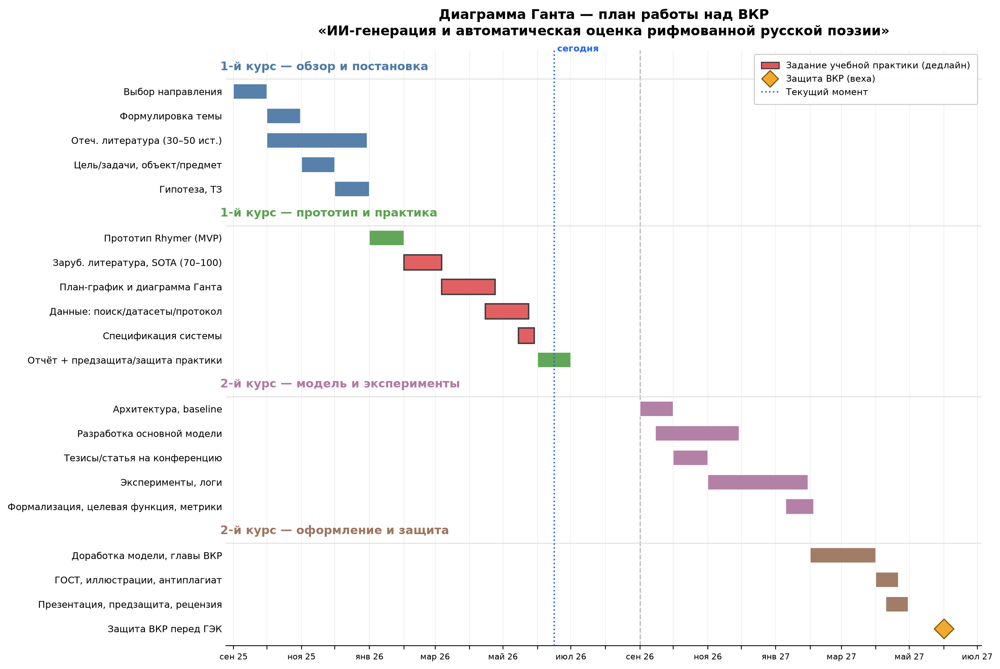 Диаграмма Ганта — план работы над ВКР
«ИИ-генерация и автоматическая оценка рифмованной русской поэзии»
сегодня
Задание учебной практики (дедлайн)
Защита ВКР (веха)
Текущий момент
1-й курс — обзор и постановка
Выбор направления
Формулировка темы
Отеч. литература (30–50 ист.)
Цель/задачи, объект/предмет
Гипотеза, ТЗ
1-й курс — прототип и практика
Прототип Rhymer (MVP)
Заруб. литература, SOTA (70–100)
План-график и диаграмма Ганта
Данные: поиск/датасеты/протокол
Спецификация системы
Отчёт + предзащита/защита практики
2-й курс — модель и эксперименты
Архитектура, baseline
Разработка основной модели
Тезисы/статья на конференцию
Эксперименты, логи
Формализация, целевая функция, метрики
2-й курс — оформление и защита
Доработка модели, главы ВКР
ГОСТ, иллюстрации, антиплагиат
Презентация, предзащита, рецензия
Защита ВКР перед ГЭК
сен 25 ноя 25 янв 26 мар 26 май 26 июл 26 сен 26 ноя 26 янв 27 мар 27 май 27 июл 27